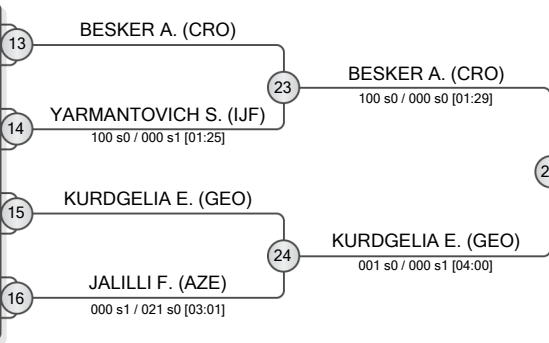 BESKER A. (CRO)
13
BESKER A. (CRO)
23
100 s0 / 000 s0 [01:29]
YARMANTOVICH S. (IJF)
14
100 s0 / 000 s1 [01:25]
KURDGELIA E. (GEO)
15
KURDGELIA E. (GEO)
24
001 s0 / 000 s1 [04:00]
JALILLI F. (AZE)
16
000 s1 / 021 s0 [03:01]